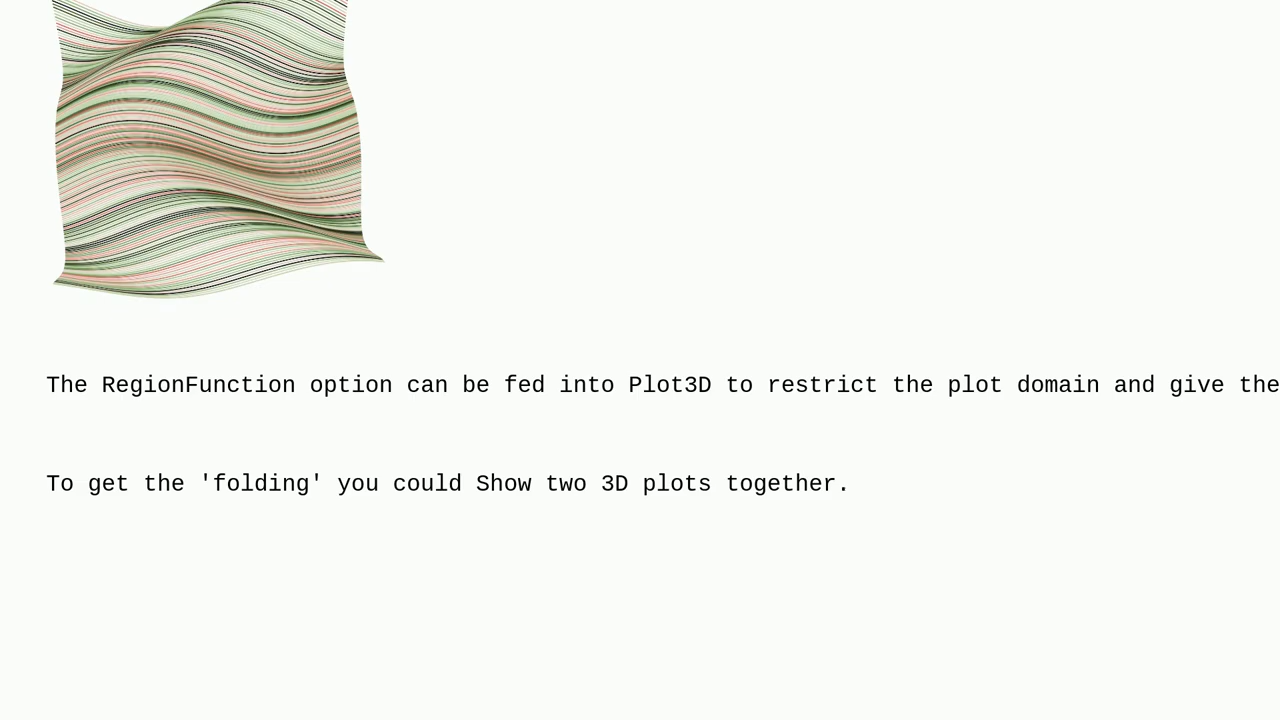 The RegionFunction option can be fed into Plot3D to restrict the plot domain and give the
To get the 'folding' you could Show two 3D plots together.